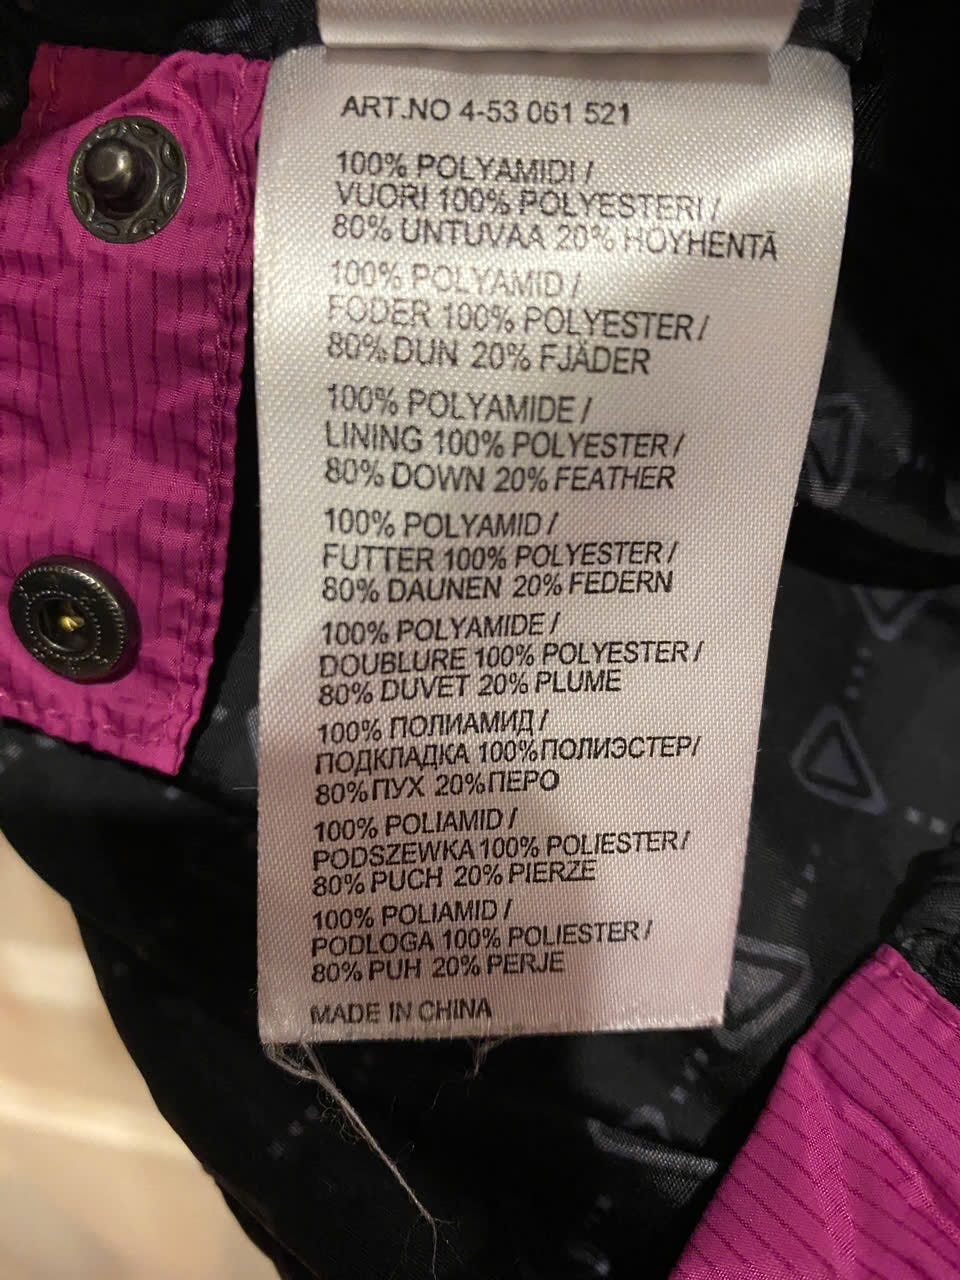 ART.NO 4-53 061 521
100% POLYAMIDI /
VUORI 100% POLYESTERI /
80% UNTUVAA 20% HÖYHENTÄ
100% POLYAMID /
FODER 100% POLYESTER /
80% DUN 20% FJÄDER
100% POLYAMIDE /
LINING 100% POLYESTER /
80% DOWN 20% FEATHER
100% POLYAMID /
FUTTER 100% POLYESTER /
80% DAUNEN 20% FEDERN
100% POLYAMIDE /
DOUBLURE 100% POLYESTER /
80% DUVET 20% PLUME
100% ПОЛИАМИД /
ПОДКЛАДКА 100%ПОЛИЭСТЕР/
80%ПУХ 20%ПЕРО
100% POLIAMID /
PODSZEWKA 100% POLIESTER/
80% PUCH 20% PIERZE
100% POLIAMID /
PODLOGA 100% POLIESTER /
80% PUH 20% PERJE
MADE IN CHINA